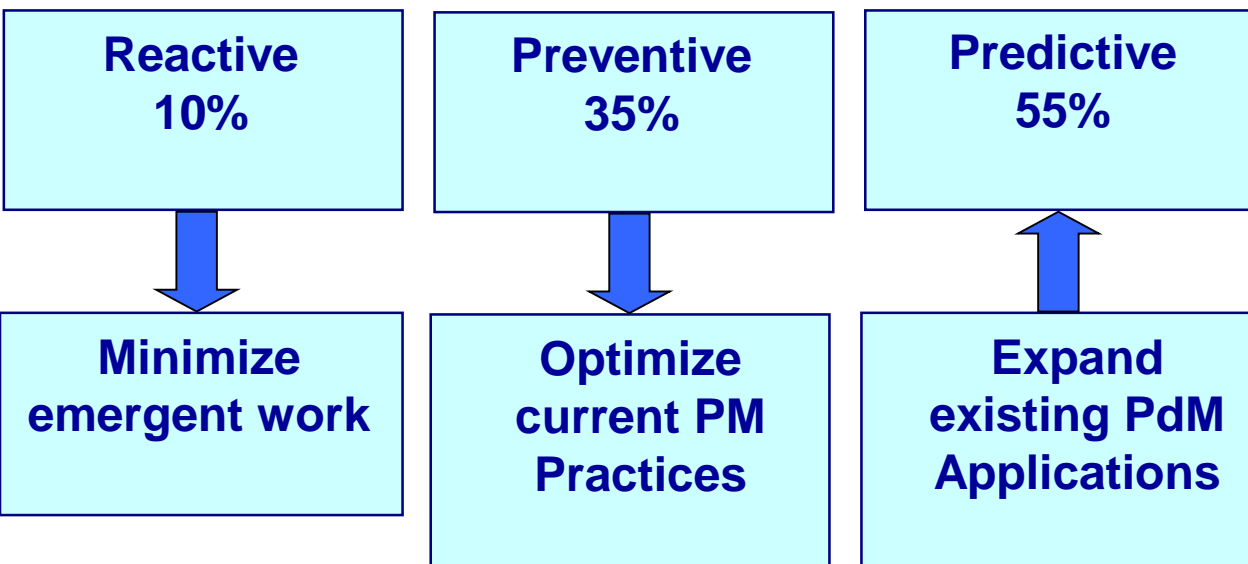 Reactive
10%
Preventive
35%
Predictive
55%
Minimize
emergent work
Optimize
current PM
Practices
Expand
existing PdM
Applications